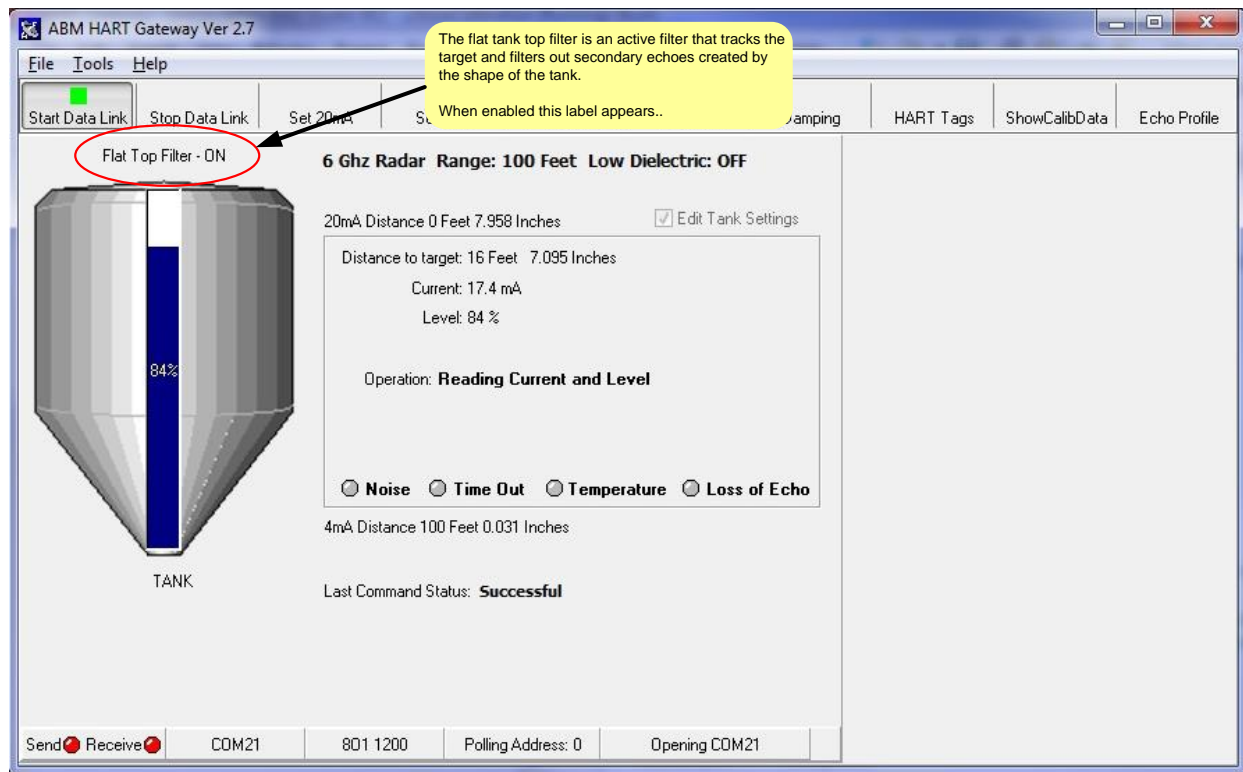 ABM HART Gateway Ver 2.7
The flat tank top filter is an active filter that tracks the
target and filters out secondary echoes created by
the shape of the tank.
When enabled this label appears..
File Tools Help
Start Data Link Stop Data Link HART Tags ShowCalibData Echo Profile
Flat Top Filter - ON
6 Ghz Radar Range: 100 Feet Low Dielectric: OFF
20mA Distance 0 Feet 7.958 Inches
Edit Tank Settings
Distance to target: 16 Feet 7.095 Inches
Current: 17.4 mA
Level: 84 %
84%
Operation: Reading Current and Level
Noise Time Out Temperature Loss of Echo
4mA Distance 100 Feet 0.031 Inches
TANK
Last Command Status: Successful
Send Receive COM21 8O1 1200 Polling Address: 0 Opening COM21